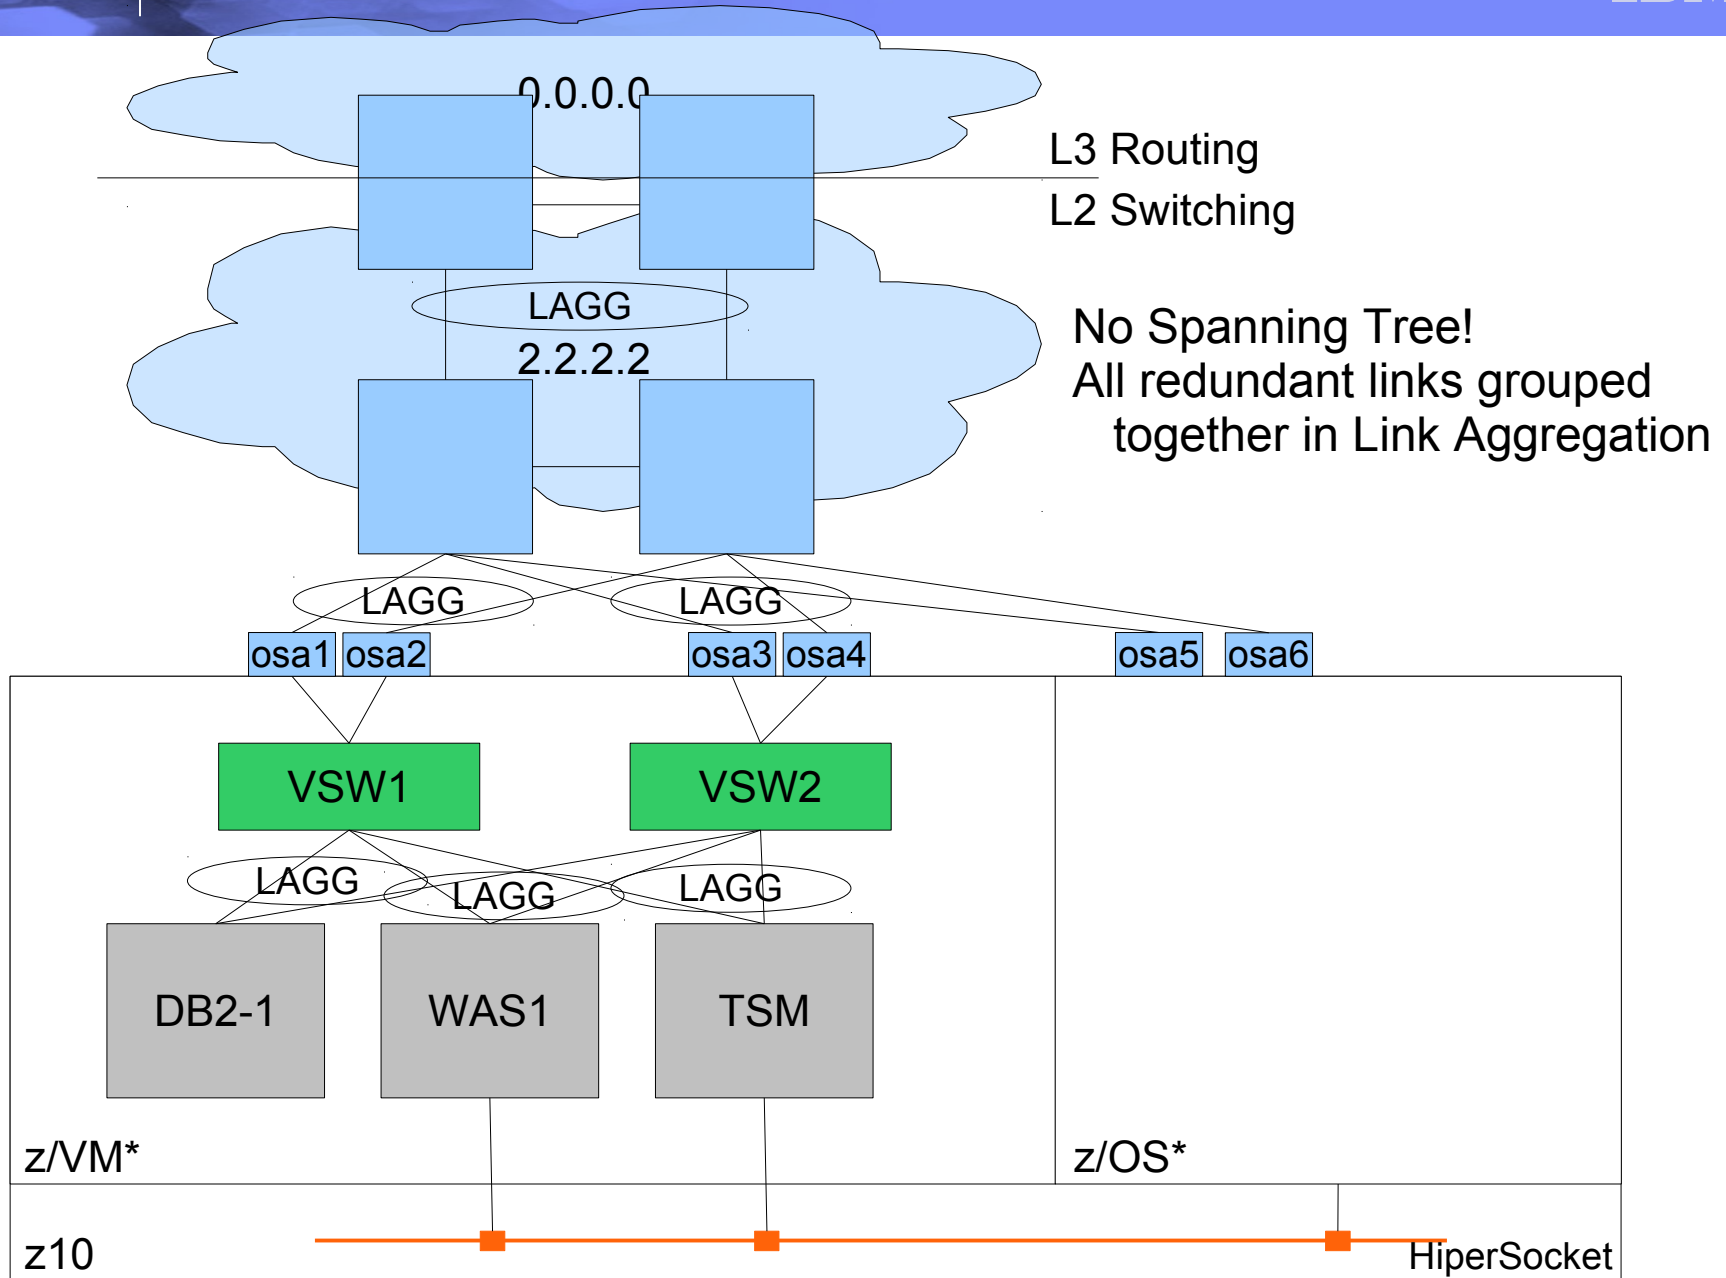 0.0.0.0
L3 Routing
L2 Switching
LAGG
2.2.2.2
No Spanning Tree!
All redundant links grouped
together in Link Aggregation
LAGG
LAGG
osa1
osa2
osa3
osa4
osa5
osa6
VSW1
VSW2
LAGG
LAGG
LAGG
DB2-1
WAS1
TSM
z/VM*
z/OS*
z10
HiperSocket